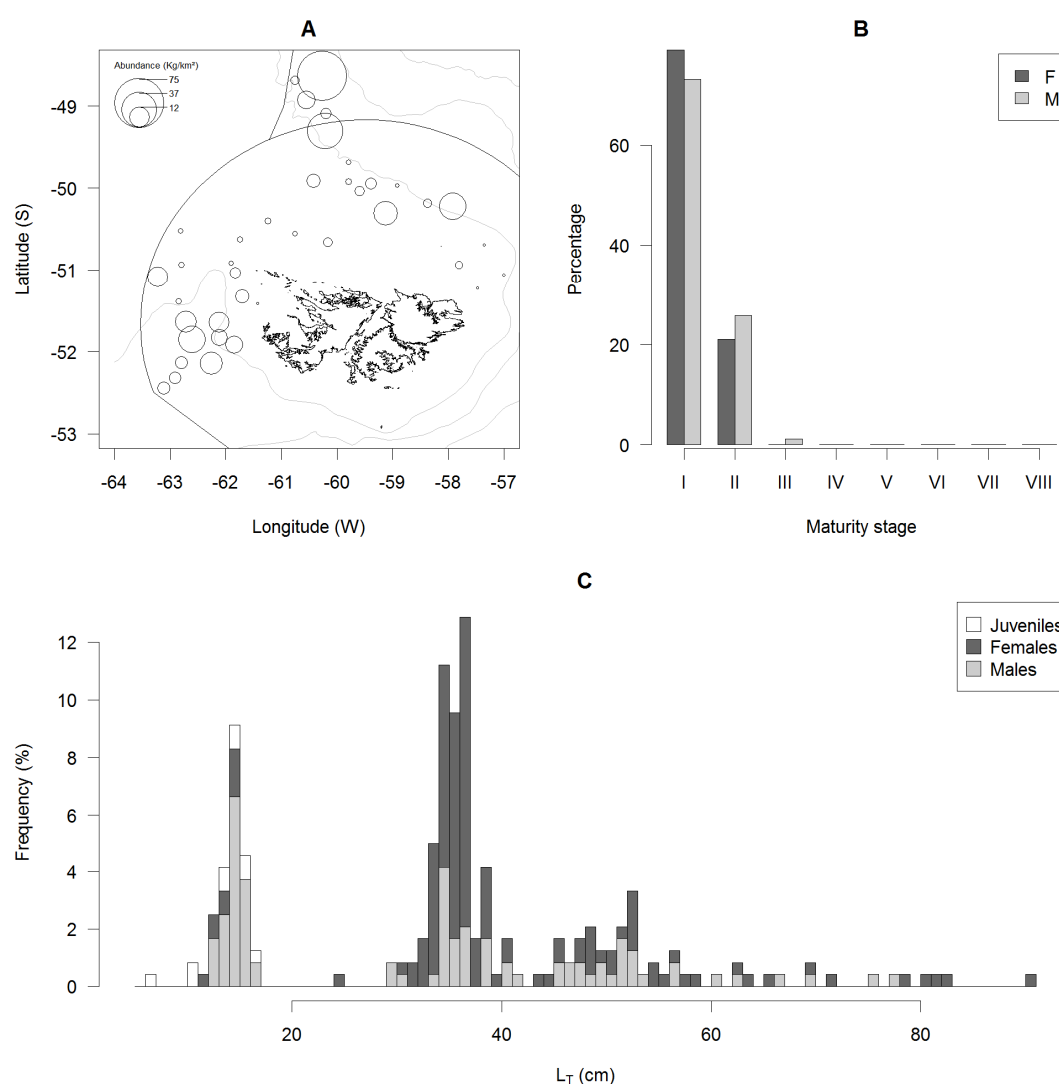 A
Abundance (Kg/km²)
75
37
12
-49
-50
-51
-52
-53
Latitude (S)
-64 -63 -62 -61 -60 -59 -58 -57
Longitude (W)
B
F
M
60
40
20
0
Percentage
I II III IV V VI VII VIII
Maturity stage
C
Juveniles
Females
Males
12
10
8
6
4
2
0
Frequency (%)
20 40 60 80
L_T (cm)